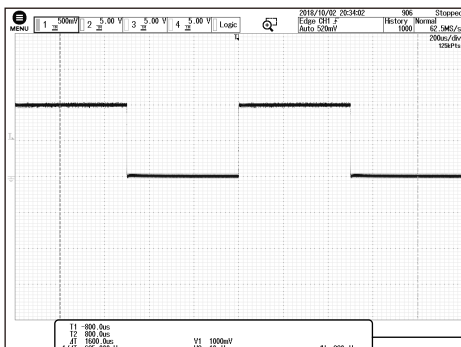 2018/10/02 20:34:02 906 Stopped
MENU 1 500mV 2 5.00 V 3 5.00 V 4 5.00 V Logic Edge CH1 History Normal
Auto 520mV 1000 62.5MS/s
200us/div
125kPts
T1 -800.0us
T2 800.0us
ΔT 1600.0us V1 1000mV